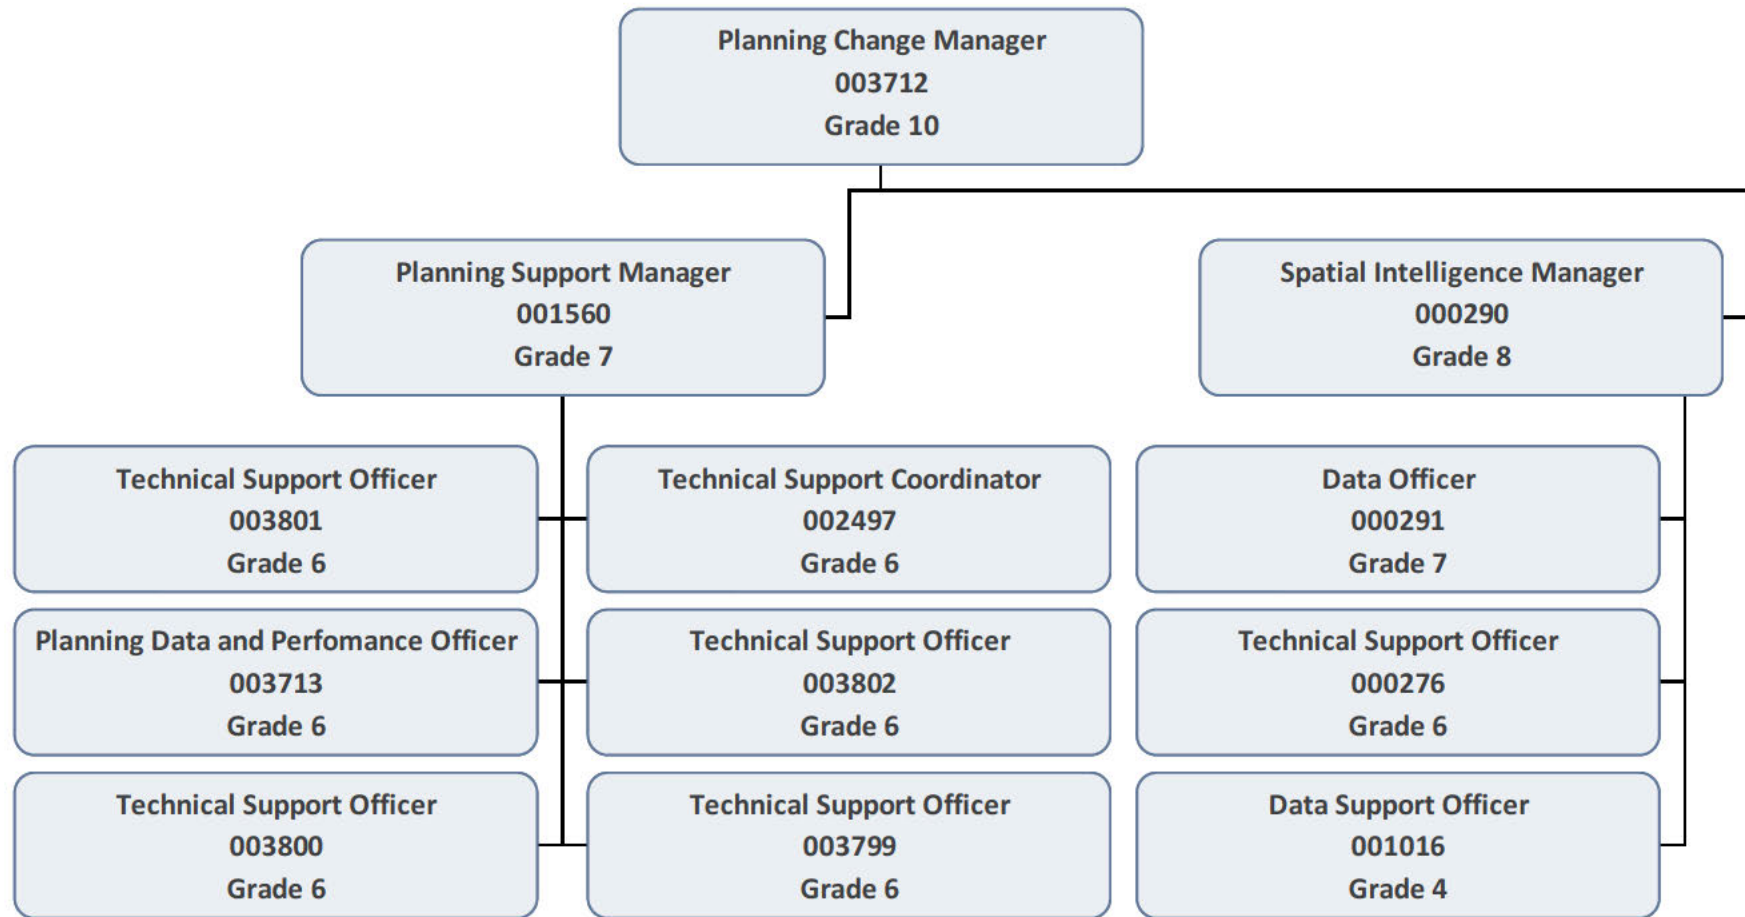 Planning Change Manager
003712
Grade 10
Planning Support Manager
001560
Grade 7
Spatial Intelligence Manager
000290
Grade 8
Technical Support Officer
003801
Grade 6
Technical Support Coordinator
002497
Grade 6
Data Officer
000291
Grade 7
Planning Data and Perfomance Officer
003713
Grade 6
Technical Support Officer
003802
Grade 6
Technical Support Officer
000276
Grade 6
Technical Support Officer
003800
Grade 6
Technical Support Officer
003799
Grade 6
Data Support Officer
001016
Grade 4